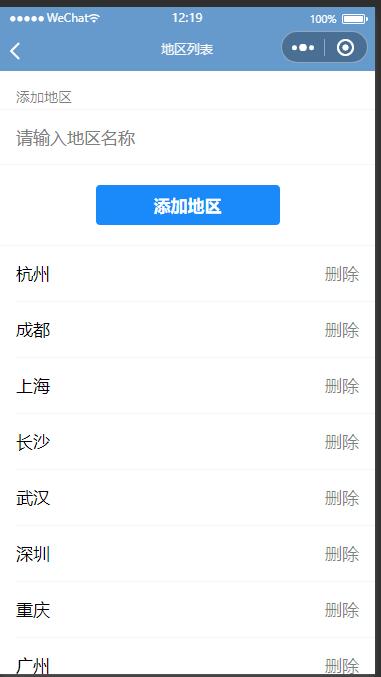 WeChat 12:19 100%
地区列表
添加地区
请输入地区名称
添加地区
杭州 删除
成都 删除
上海 删除
长沙 删除
武汉 删除
深圳 删除
重庆 删除
广州 删除